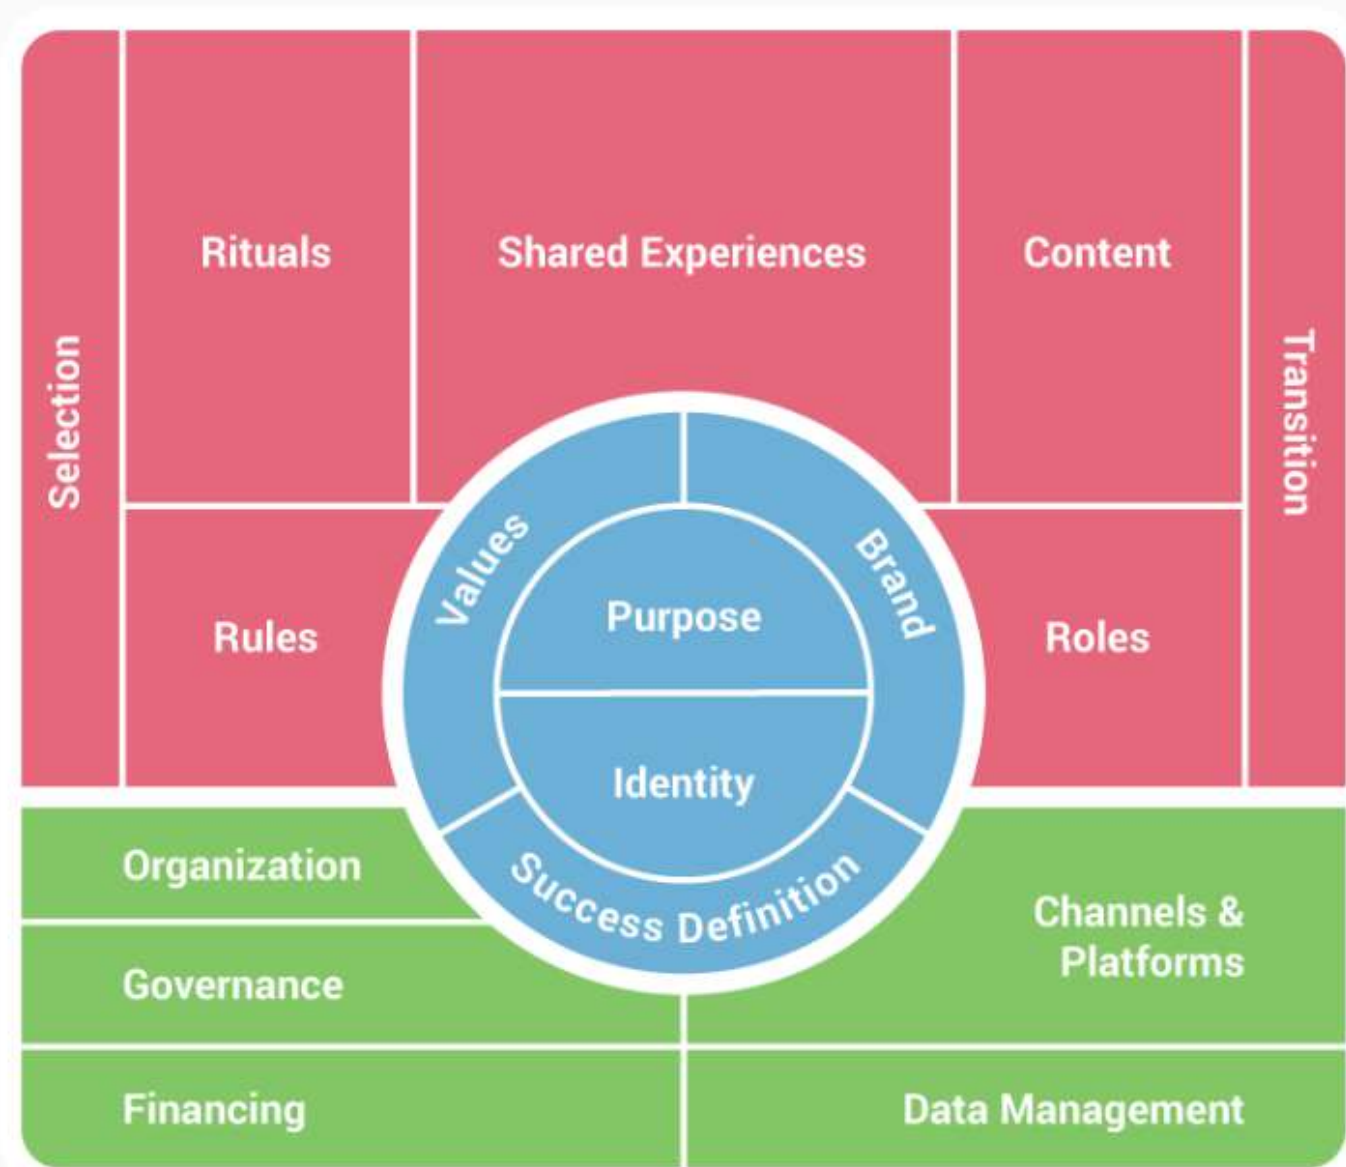 Selection
Rituals
Shared Experiences
Content
Transition
Rules
Values
Purpose
Brand
Roles
Identity
Success Definition
Organization
Governance
Channels &
Platforms
Financing
Data Management